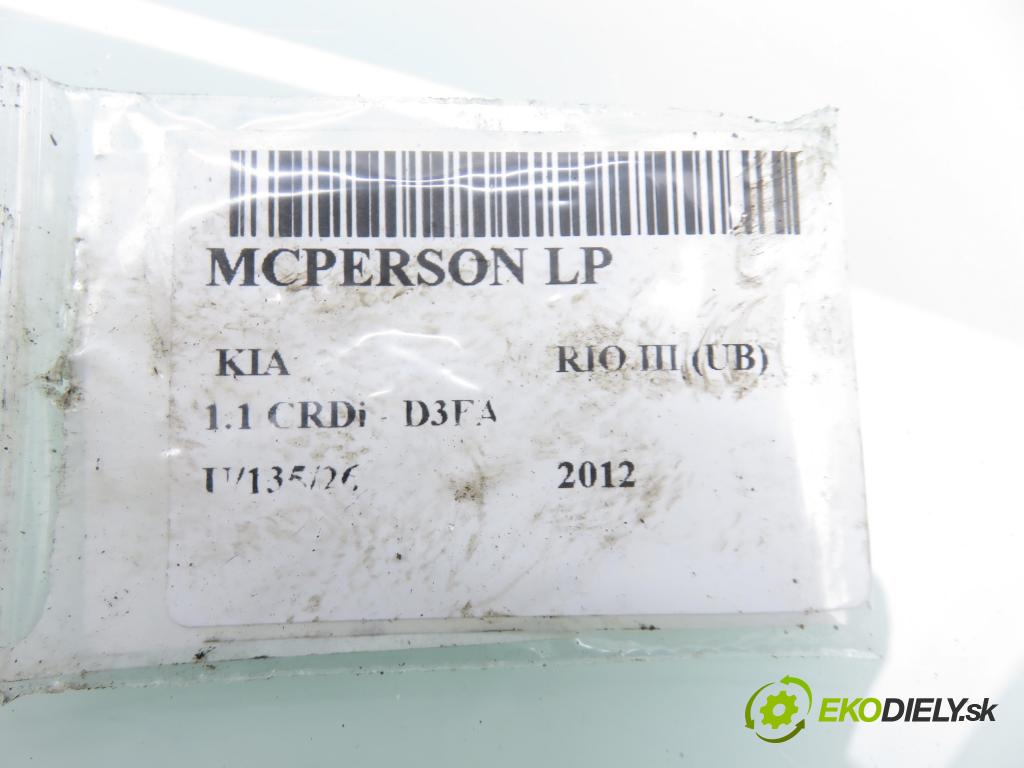 MCPERSON LP
KIA RIO III (UB)
1.1 CRDi - D3FA
U/135/26 2012
EKODIELY.sk